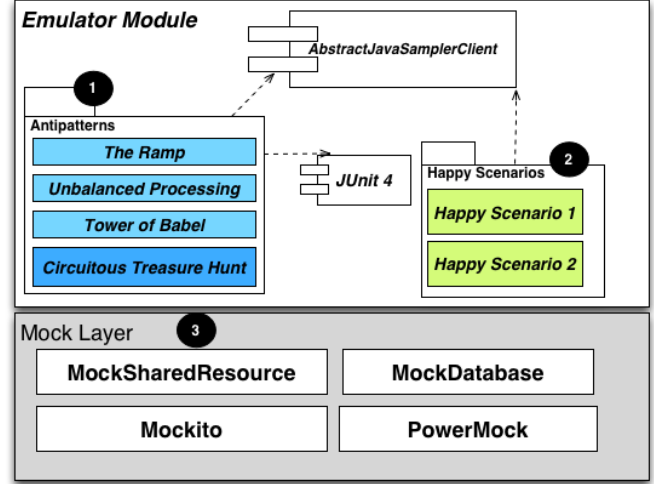 Emulator Module
AbstractJavaSamplerClient
1
Antipatterns
The Ramp
Unbalanced Processing
Tower of Babel
Circuitous Treasure Hunt
JUnit 4
2
Happy Scenarios
Happy Scenario 1
Happy Scenario 2
Mock Layer
3
MockSharedResource
MockDatabase
Mockito
PowerMock